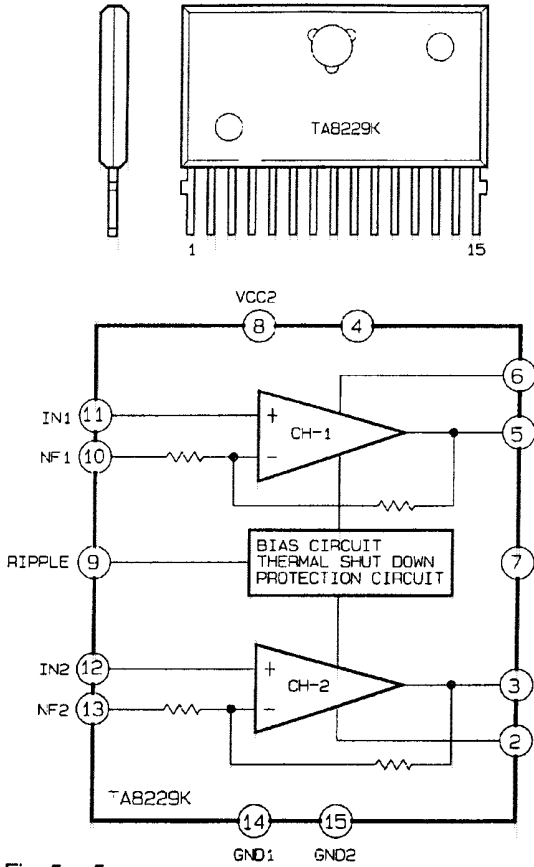 TA8229K
1 15
VCC2
8 4
6
IN1 11 + CH-1 5
NF1 10 -
BIAS CIRCUIT
THERMAL SHUT DOWN
PROTECTION CIRCUIT
RIPPLE 9 7
IN2 12 + CH-2 3
NF2 13 -
2
TA8229K
14 15
GND1 GND2